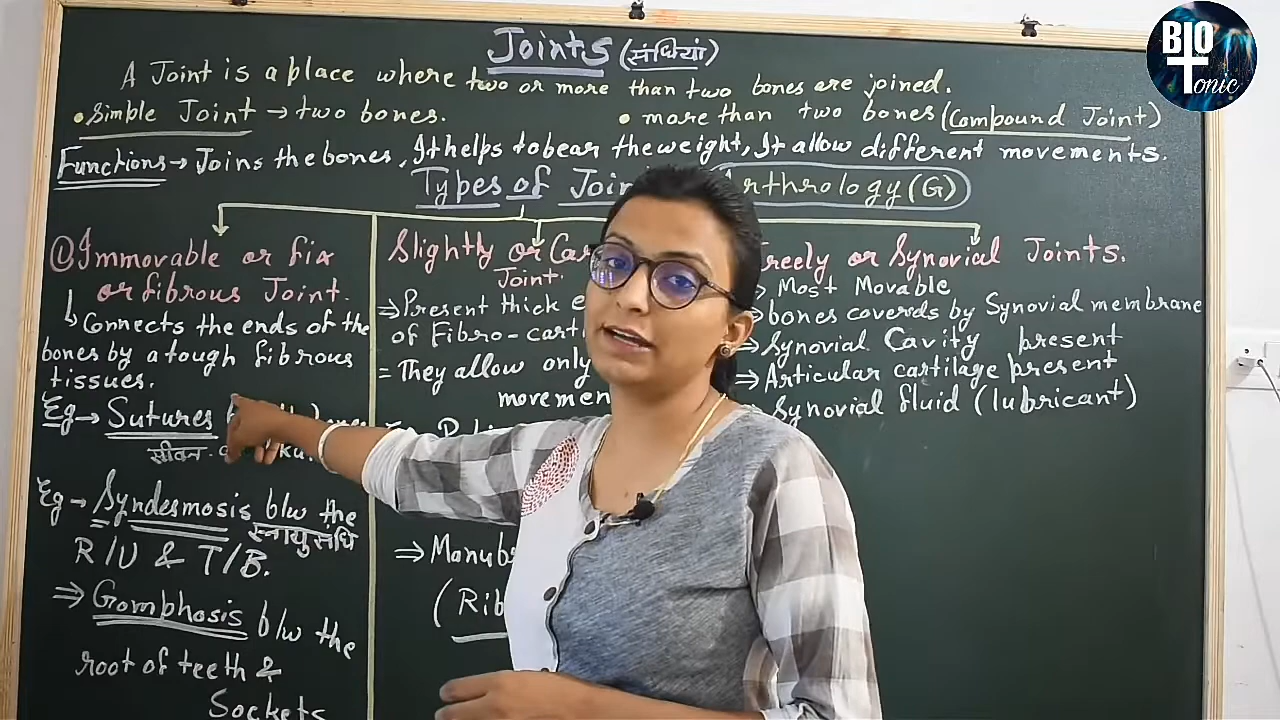 Joints (संधियां)
A Joint is a place where two or more than two bones are joined.
• Simple Joint → two bones.
• more than two bones (Compound Joint)
Functions → Joins the bones, It helps to bear the weight, It allow different movements.
Types of Join
Arthrology (G)
① Immovable or fix
or fibrous Joint.
↳ Connects the ends of the
bones by a tough fibrous
tissues.
Eg → Sutures
सीवन
Eg → Syndesmosis b/w the
स्नायु संधि
R/U & T/B.
⇒ Gomphosis b/w the
root of teeth &
Sockets
Slightly or Car
Joint.
⇒ Present thick
of Fibro-carti
= They allow only
movemen
⇒ Manub
(Rib
reely or Synovial Joints.
> Most Movable
⇒ bones covereds by Synovial membrane
⇒ Synovial Cavity present
⇒ Articular cartilage present
Synovial fluid (lubricant)
BIO
Tonic